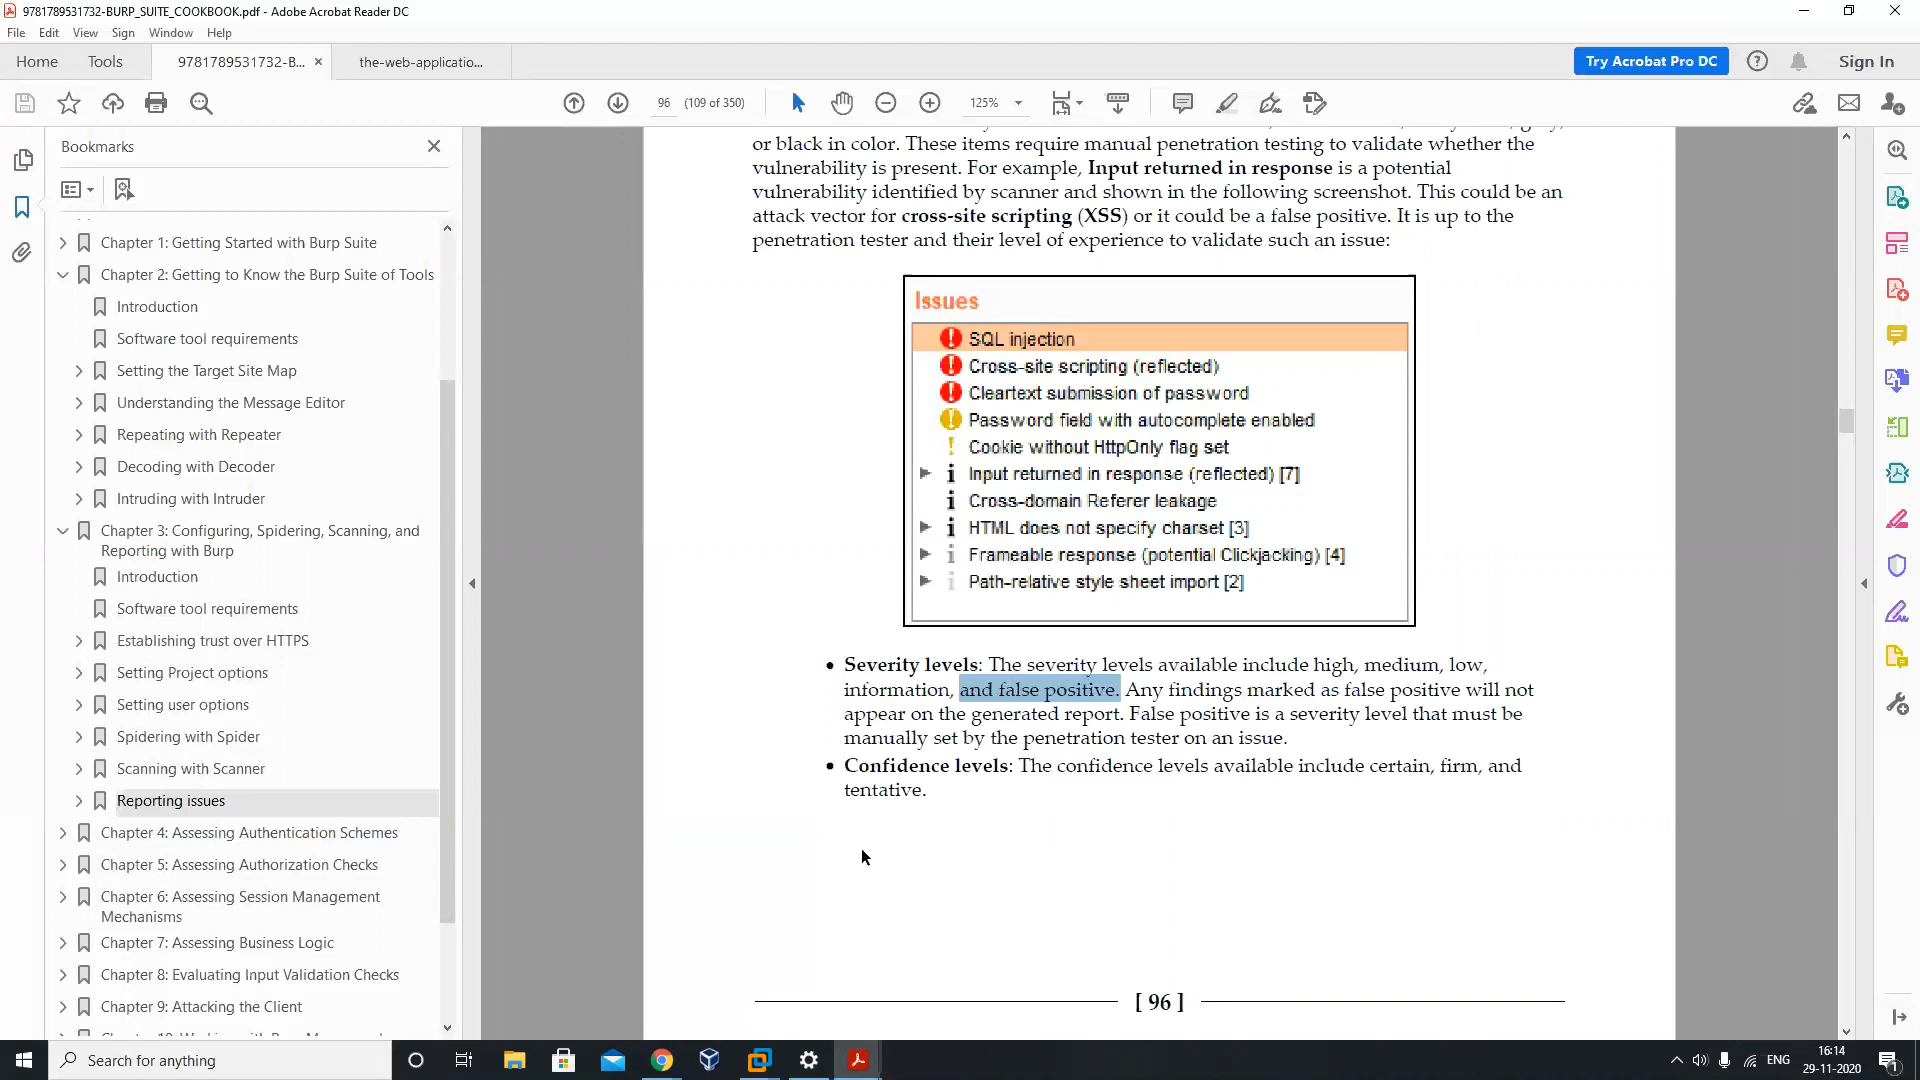 9781789531732-BURP_SUITE_COOKBOOK.pdf - Adobe Acrobat Reader DC
File Edit View Sign Window Help
Home Tools 9781789531732-B... × the-web-applicatio... Try Acrobat Pro DC Sign In
96 (109 of 350) 125%
Bookmarks
Chapter 1: Getting Started with Burp Suite
Chapter 2: Getting to Know the Burp Suite of Tools
Introduction
Software tool requirements
Setting the Target Site Map
Understanding the Message Editor
Repeating with Repeater
Decoding with Decoder
Intruding with Intruder
Chapter 3: Configuring, Spidering, Scanning, and
Reporting with Burp
Introduction
Software tool requirements
Establishing trust over HTTPS
Setting Project options
Setting user options
Spidering with Spider
Scanning with Scanner
Reporting issues
Chapter 4: Assessing Authentication Schemes
Chapter 5: Assessing Authorization Checks
Chapter 6: Assessing Session Management
Mechanisms
Chapter 7: Assessing Business Logic
Chapter 8: Evaluating Input Validation Checks
Chapter 9: Attacking the Client
or black in color. These items require manual penetration testing to validate whether the
vulnerability is present. For example, Input returned in response is a potential
vulnerability identified by scanner and shown in the following screenshot. This could be an
attack vector for cross-site scripting (XSS) or it could be a false positive. It is up to the
penetration tester and their level of experience to validate such an issue:
Issues
SQL injection
Cross-site scripting (reflected)
Cleartext submission of password
Password field with autocomplete enabled
Cookie without HttpOnly flag set
Input returned in response (reflected) [7]
Cross-domain Referer leakage
HTML does not specify charset [3]
Frameable response (potential Clickjacking) [4]
Path-relative style sheet import [2]
• Severity levels: The severity levels available include high, medium, low,
information, and false positive. Any findings marked as false positive will not
appear on the generated report. False positive is a severity level that must be
manually set by the penetration tester on an issue.
• Confidence levels: The confidence levels available include certain, firm, and
tentative.
[ 96 ]
Search for anything
ENG
16:14
29-11-2020
1